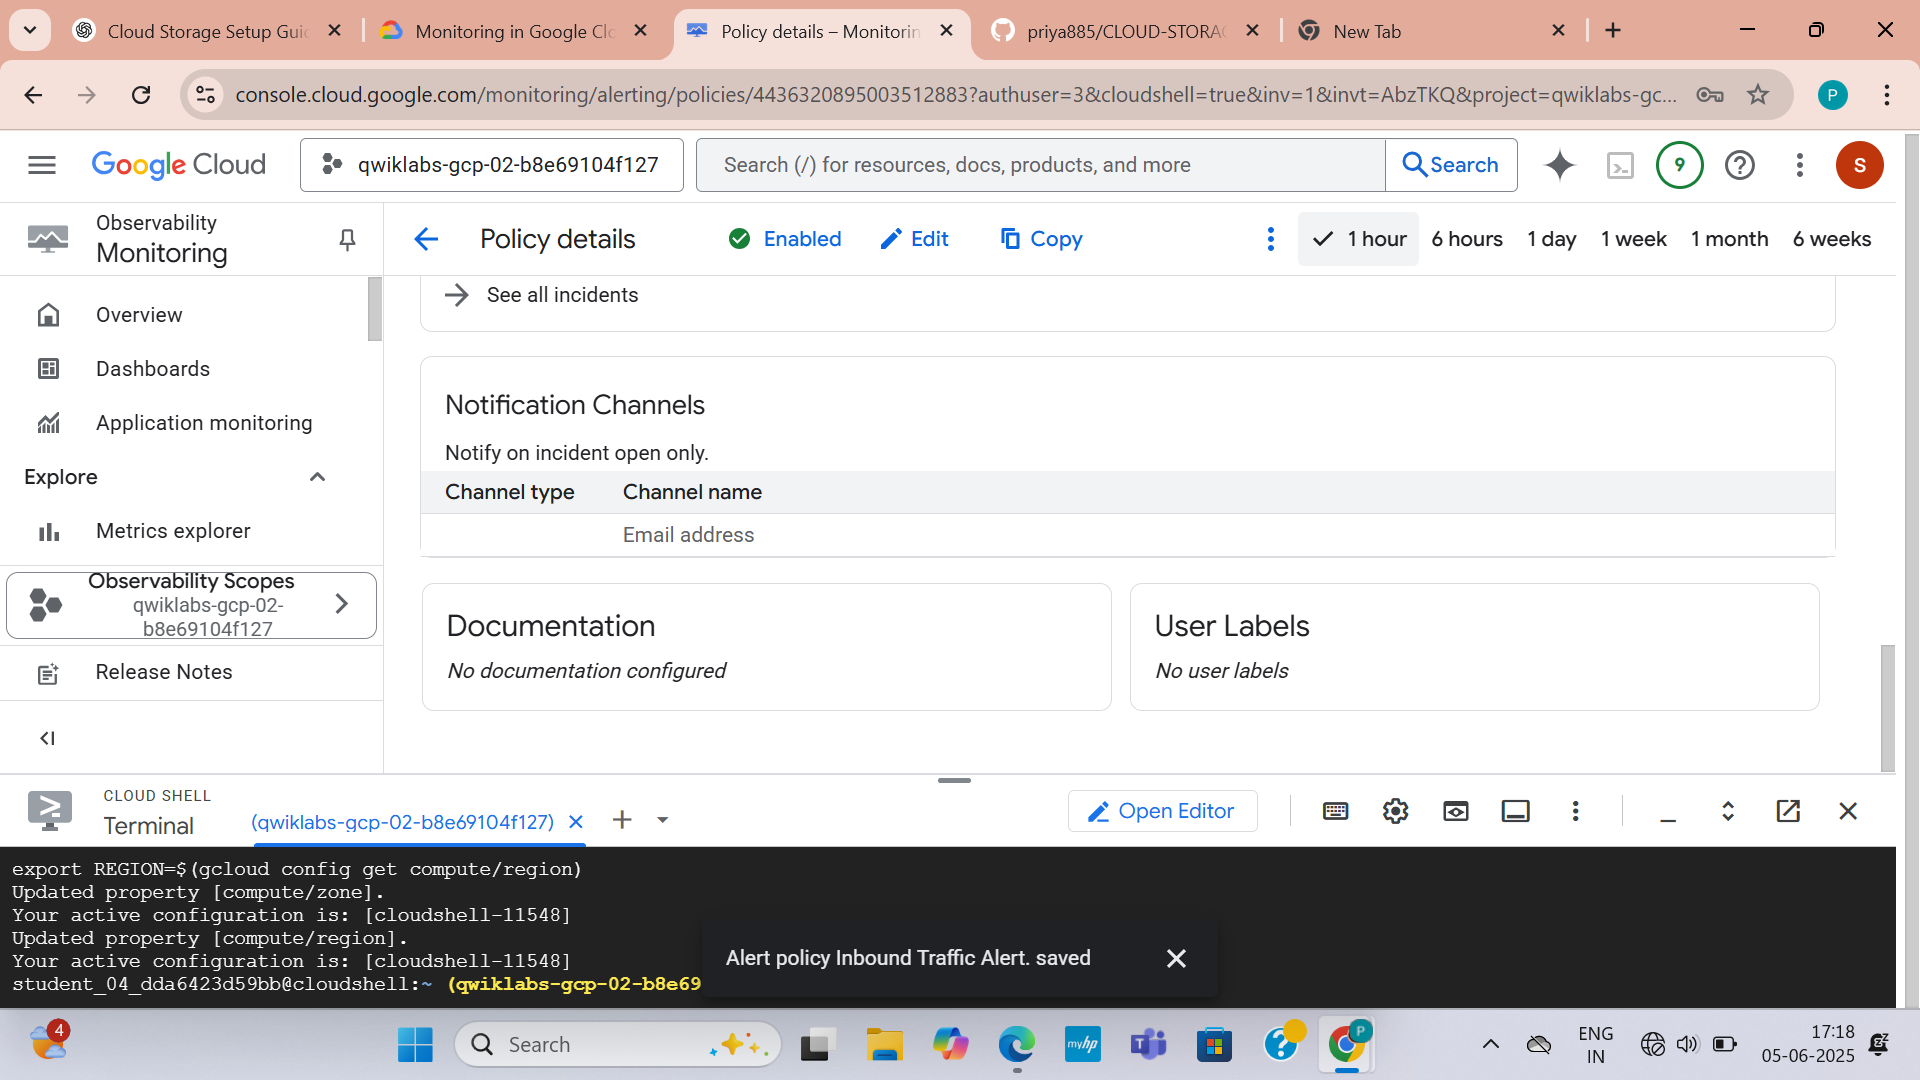 Cloud Storage Setup Gui
Monitoring in Google Cl
Policy details – Monitorin
priya885/CLOUD-STORA
New Tab
console.cloud.google.com/monitoring/alerting/policies/4436320895003512883?authuser=3&cloudshell=true&inv=1&invt=AbzTKQ&project=qwiklabs-gc...
P
Google Cloud
qwiklabs-gcp-02-b8e69104f127
Search (/) for resources, docs, products, and more
Search
9
S
Observability
Monitoring
Policy details
Enabled
Edit
Copy
1 hour
6 hours
1 day
1 week
1 month
6 weeks
Overview
Dashboards
Application monitoring
Explore
Metrics explorer
Observability Scopes
qwiklabs-gcp-02-
b8e69104f127
Release Notes
See all incidents
Notification Channels
Notify on incident open only.
Channel type Channel name
Email address
Documentation
No documentation configured
User Labels
No user labels
CLOUD SHELL
Terminal
(qwiklabs-gcp-02-b8e69104f127)
Open Editor
export REGION=$(gcloud config get compute/region)
Updated property [compute/zone].
Your active configuration is: [cloudshell-11548]
Updated property [compute/region].
Your active configuration is: [cloudshell-11548]
student_04_dda6423d59bb@cloudshell:~ (qwiklabs-gcp-02-b8e69
Alert policy Inbound Traffic Alert. saved
4
Search
myhp
P
ENG
IN
17:18
05-06-2025